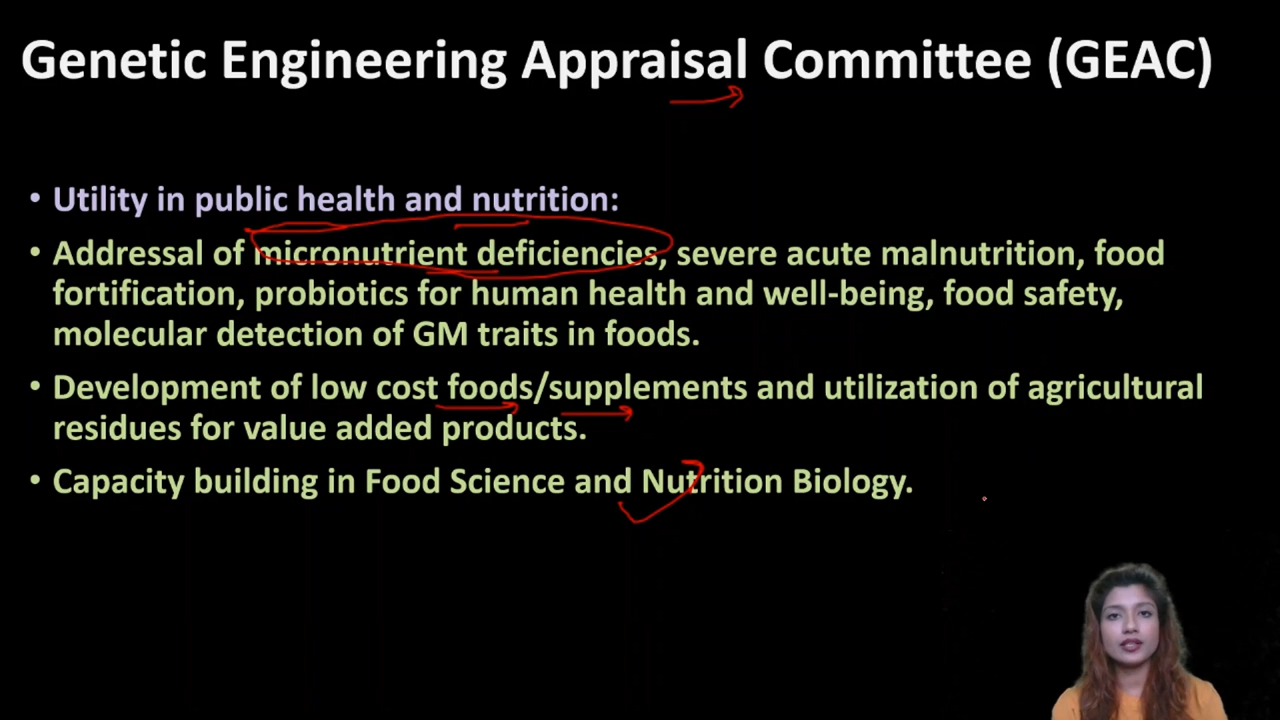 Genetic Engineering Appraisal Committee (GEAC)
• Utility in public health and nutrition:
• Addressal of micronutrient deficiencies, severe acute malnutrition, food
fortification, probiotics for human health and well-being, food safety,
molecular detection of GM traits in foods.
• Development of low cost foods/supplements and utilization of agricultural
residues for value added products.
• Capacity building in Food Science and Nutrition Biology.